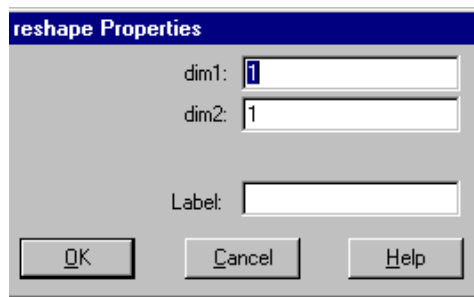 reshape Properties
dim1: 1
dim2: 1
Label:
OK Cancel Help